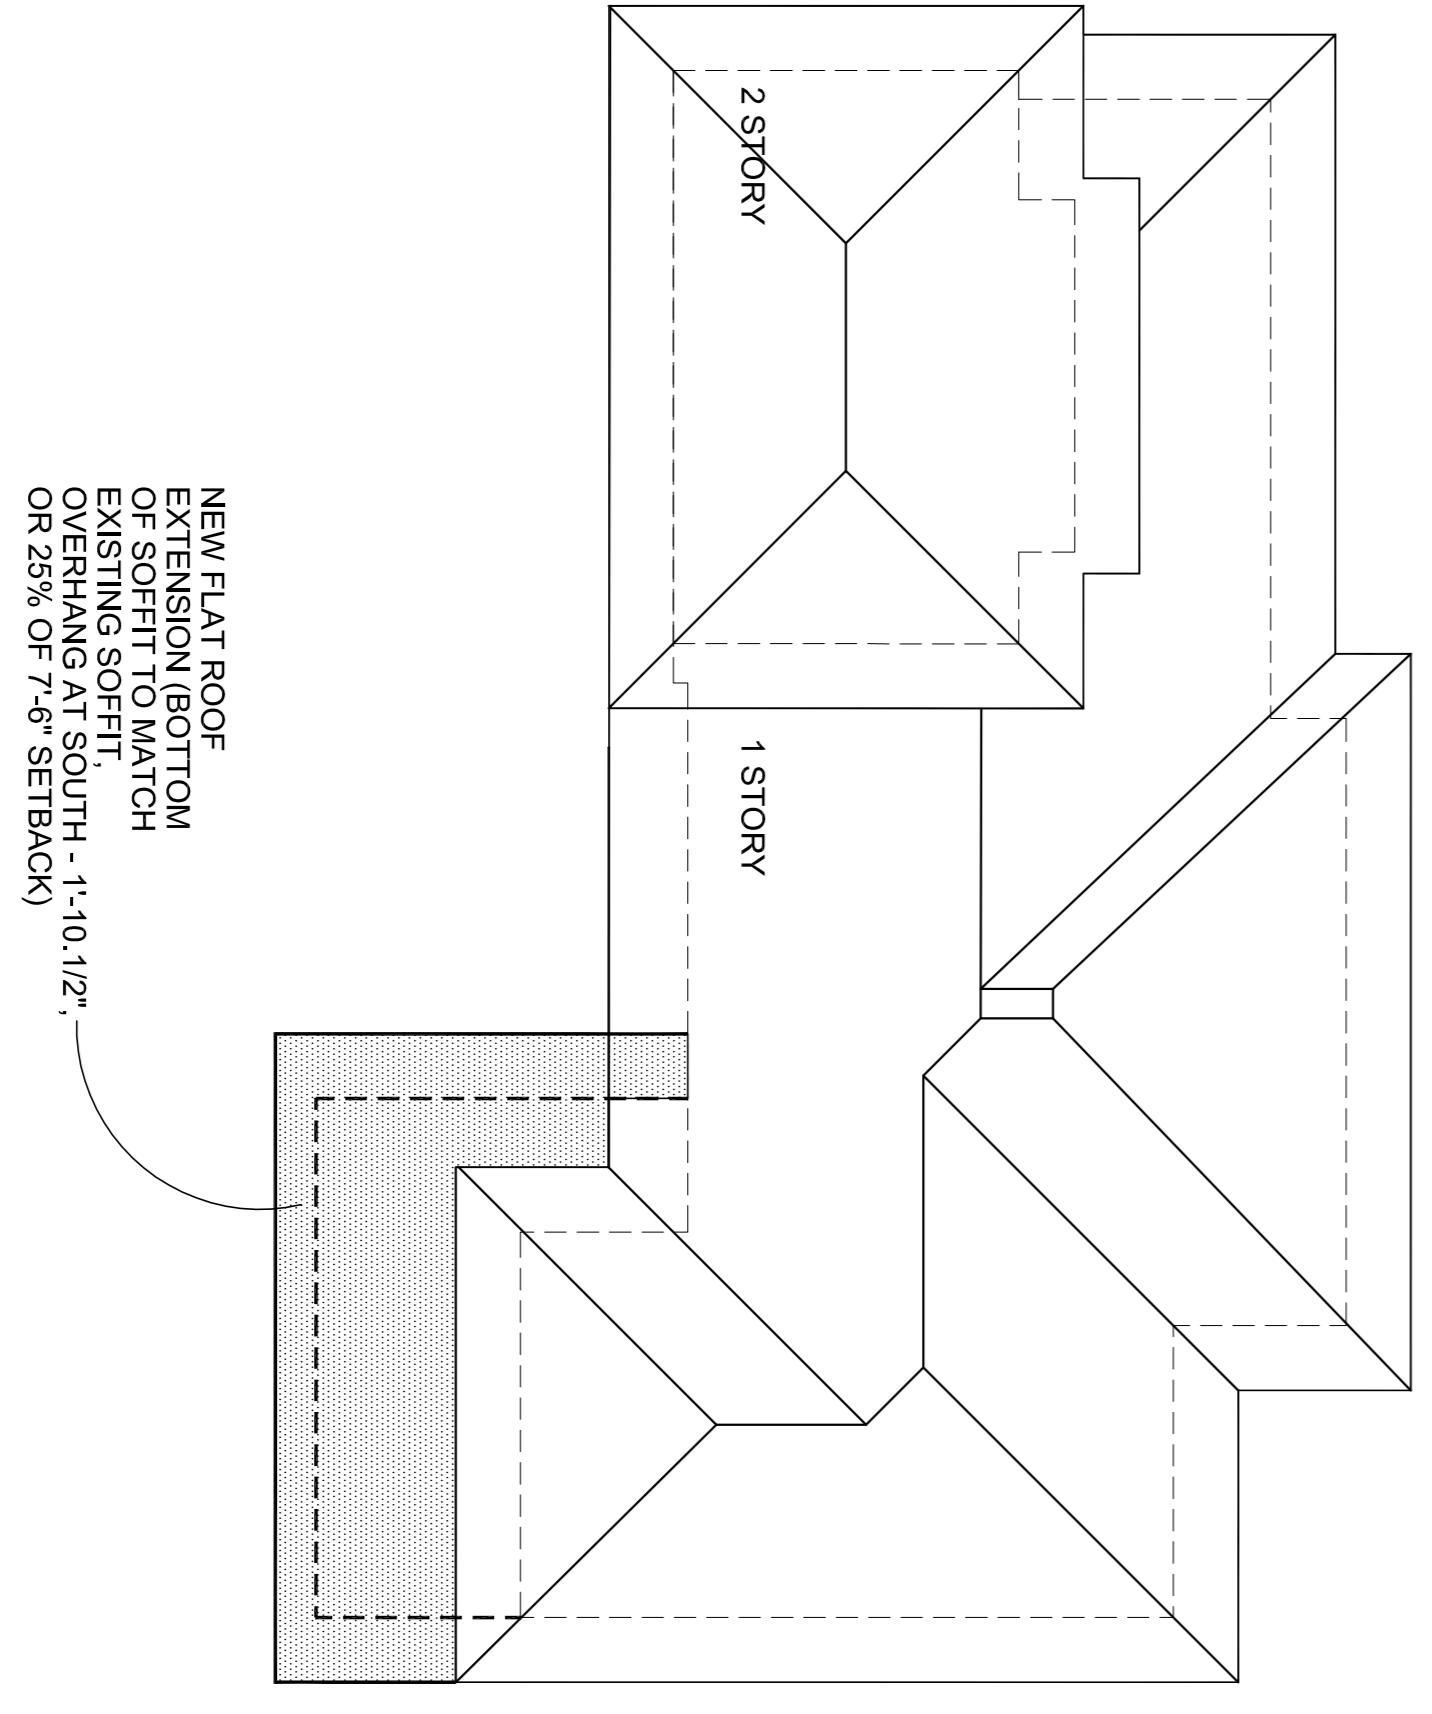 2 STORY
1 STORY
NEW FLAT ROOF
EXTENSION (BOTTOM
OF SOFFIT TO MATCH
EXISTING SOFFIT,
OVERHANG AT SOUTH - 1'-10.1/2",
OR 25% OF 7'-6" SETBACK)